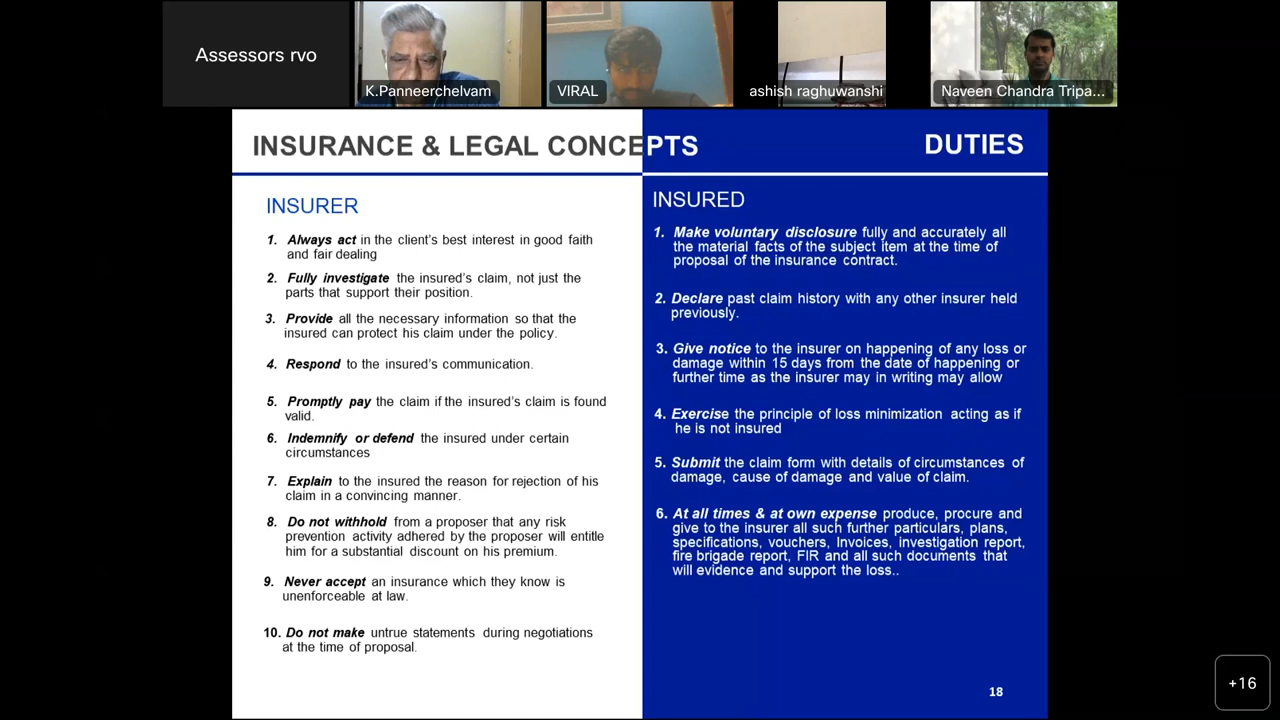 Assessors rvo
K.Panneerchelvam
VIRAL
ashish raghuwanshi
Naveen Chandra Tripa...
INSURANCE & LEGAL CONCEPTS
DUTIES
INSURER
1. Always act in the client's best interest in good faith
and fair dealing
2. Fully investigate the insured's claim, not just the
parts that support their position.
3. Provide all the necessary information so that the
insured can protect his claim under the policy.
4. Respond to the insured's communication.
5. Promptly pay the claim if the insured's claim is found
valid.
6. Indemnify or defend the insured under certain
circumstances
7. Explain to the insured the reason for rejection of his
claim in a convincing manner.
8. Do not withhold from a proposer that any risk
prevention activity adhered by the proposer will entitle
him for a substantial discount on his premium.
9. Never accept an insurance which they know is
unenforceable at law.
10. Do not make untrue statements during negotiations
at the time of proposal.
INSURED
1. Make voluntary disclosure fully and accurately all
the material facts of the subject item at the time of
proposal of the insurance contract.
2. Declare past claim history with any other insurer held
previously.
3. Give notice to the insurer on happening of any loss or
damage within 15 days from the date of happening or
further time as the insurer may in writing may allow
4. Exercise the principle of loss minimization acting as if
he is not insured
5. Submit the claim form with details of circumstances of
damage, cause of damage and value of claim.
6. At all times & at own expense produce, procure and
give to the insurer all such further particulars, plans,
specifications, vouchers, Invoices, investigation report,
fire brigade report, FIR and all such documents that
will evidence and support the loss..
18
+16